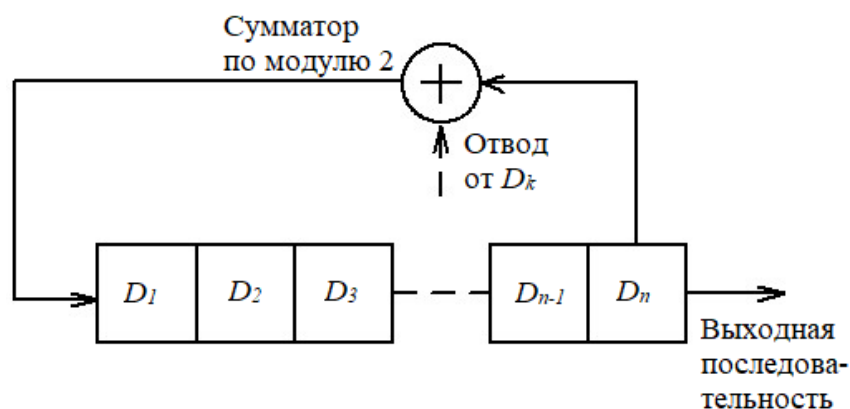 Сумматор
по модулю 2
Отвод
от Dk
D1 D2 D3 Dn-1 Dn
Выходная
последова-
тельность